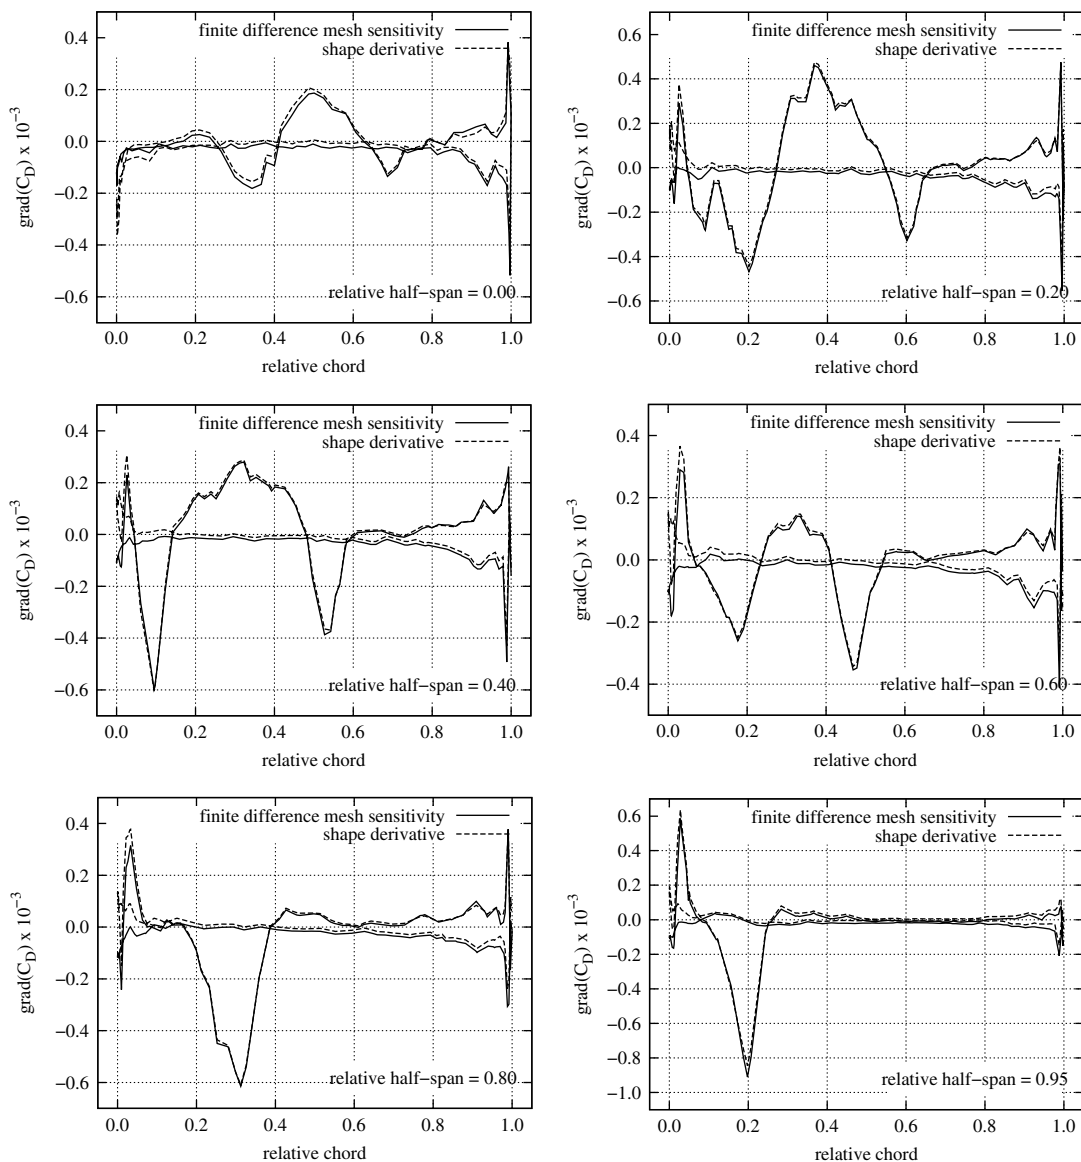 finite difference mesh sensitivity
shape derivative
0.4
0.2
0.0
−0.2
−0.4
−0.6
grad(C_D) x 10^−3
relative half−span = 0.00
0.0 0.2 0.4 0.6 0.8 1.0
relative chord
finite difference mesh sensitivity
shape derivative
0.6
0.4
0.2
0.0
−0.2
−0.4
−0.6
grad(C_D) x 10^−3
relative half−span = 0.20
0.0 0.2 0.4 0.6 0.8 1.0
relative chord
finite difference mesh sensitivity
shape derivative
0.4
0.2
0.0
−0.2
−0.4
−0.6
grad(C_D) x 10^−3
relative half−span = 0.40
0.0 0.2 0.4 0.6 0.8 1.0
relative chord
finite difference mesh sensitivity
shape derivative
0.4
0.2
0.0
−0.2
−0.4
grad(C_D) x 10^−3
relative half−span = 0.60
0.0 0.2 0.4 0.6 0.8 1.0
relative chord
finite difference mesh sensitivity
shape derivative
0.4
0.2
0.0
−0.2
−0.4
−0.6
grad(C_D) x 10^−3
relative half−span = 0.80
0.0 0.2 0.4 0.6 0.8 1.0
relative chord
finite difference mesh sensitivity
shape derivative
0.6
0.4
0.2
0.0
−0.2
−0.4
−0.6
−0.8
−1.0
grad(C_D) x 10^−3
relative half−span = 0.95
0.0 0.2 0.4 0.6 0.8 1.0
relative chord